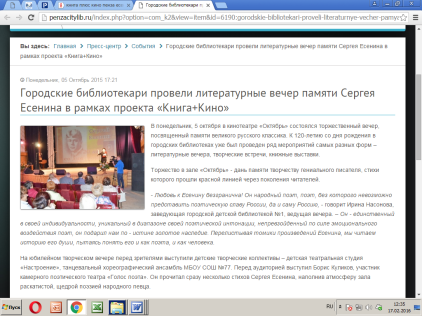 Городские библиотекари п
penzacitylib.ru/index.php?option=com_k2&view=item&id=6190:gorodskie-bibliotekari-proveli-literaturnye-vecher-pamya
Вы здесь: Главная Пресс-центр События Городские библиотекари провели литературные вечер памяти Сергея Есенина в
рамках проекта «Книга+Кино»
Понедельник, 05 Октябрь 2015 17:21
Городские библиотекари провели литературные вечер памяти Сергея
Есенина в рамках проекта «Книга+Кино»
В понедельник, 5 октября в кинотеатре «Октябрь» состоялся торжественный вечер,
посвященный памяти великого русского классика. К 120-летию со дня рождения в
городских библиотеках уже был проведен ряд мероприятий самых разных форм –
литературные вечера, творческие встречи, книжные выставки.
Торжество в зале «Октябрь» - дань памяти творчеству гениального писателя, стихи
которого прошли красной линией через поколения читателей.
- Любовь к Есенину безгранична! Он народный поэт, поэт, без которого невозможно
представить поэтическую славу России, да и саму Россию, - говорит Ирина Насонова,
заведующая городской детской библиотекой №1, ведущая вечера. – Он - единственный
в своей индивидуальности, уникальный в диапазоне своей поэтической интонации, непревзойденный по силе эмоционального
воздействия поэт, он подарил нам по - истине золотое наследие. Перелистывая томики произведений Есенина, мы читаем
историю его души, пытаясь понять его и как поэта, и как человека.
На юбилейном творческом вечере перед зрителями выступили детские творческие коллективы – детская театральная студия
«Настроение», танцевальный хореографический ансамбль МБОУ СОШ №77. Перед аудиторией выступил Борис Куликов, участник
камерного поэтического театра «Голос поэта». Он прочитал сразу несколько стихов Сергея Есенина, наполнив атмосферу зала
раскатистой, щедрой поэзией народного певца.
Пуск
RU
12:35
17.02.2016